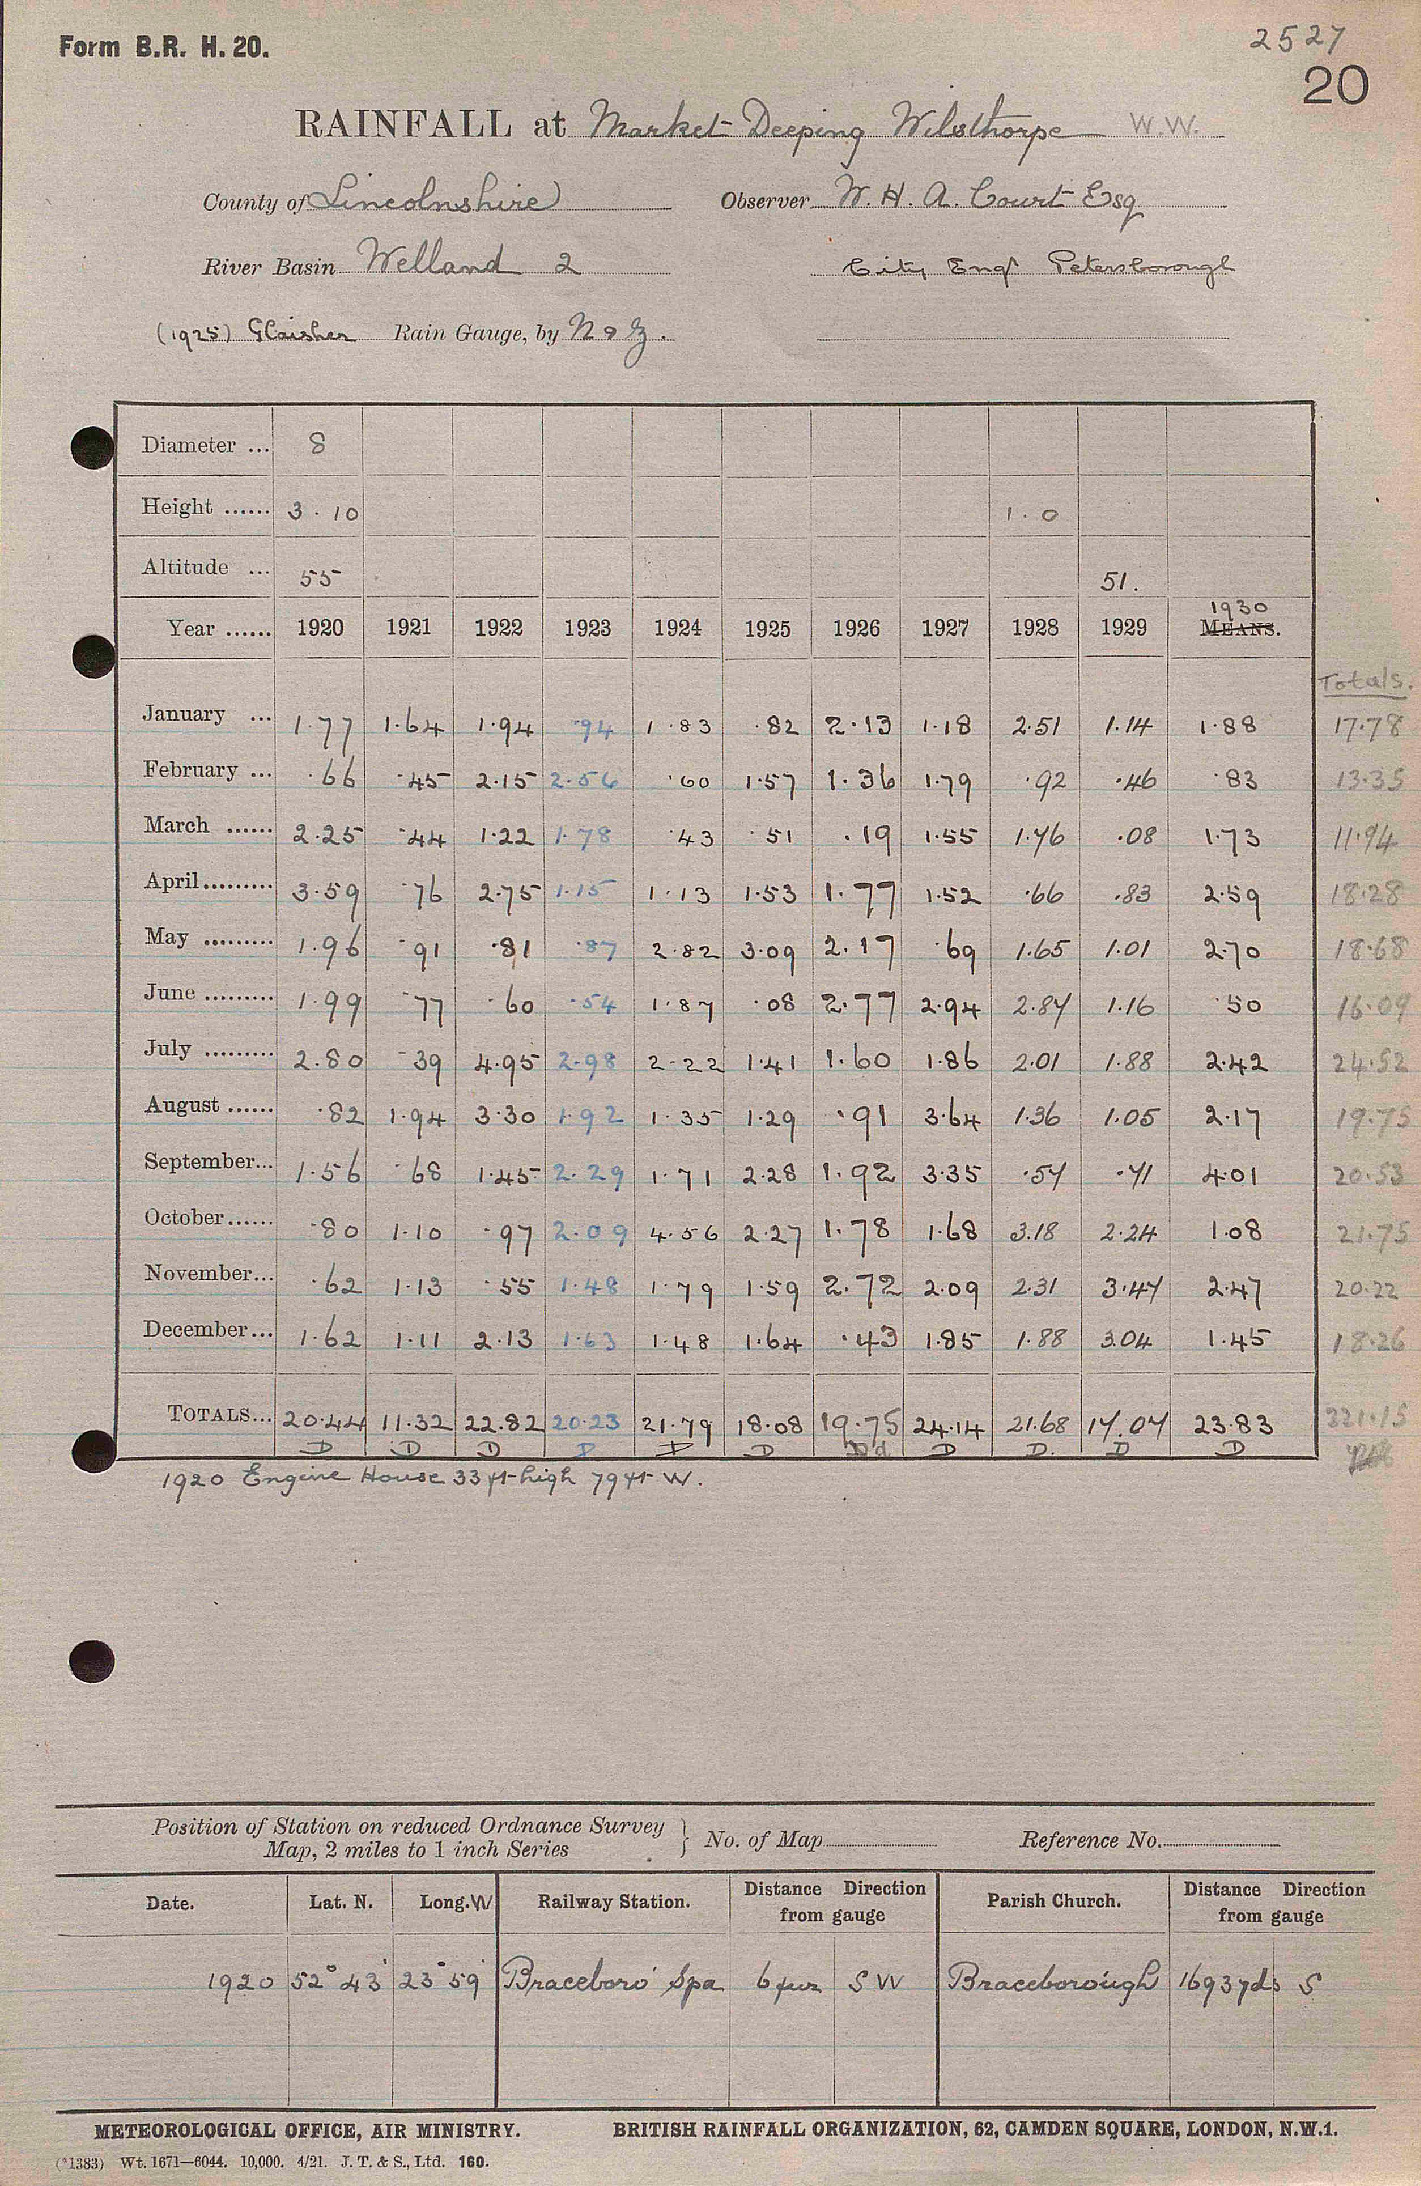 Form B.R. H. 20.
2527
20
RAINFALL at Market Deeping Wilsthorpe W.W.
County of Lincolnshire Observer W. H. A. Court Esq
River Basin Welland 2 City Engr Petersborough
(1925) Glaisher Rain Gauge, by N & Z.
Diameter ... 8
Height ...... 3 · 10 1 · 0
Altitude ... 55 51.
1930
Year ...... 1920 1921 1922 1923 1924 1925 1926 1927 1928 1929 MEANS.
Totals.
January ... 1·77 1·64 1·94 ·94 1·83 ·82 2·13 1·18 2·51 1·14 1·88 17·78
February ... ·66 ·45 2·15 2·56 ·60 1·57 1·36 1·79 ·92 ·46 ·83 13·35
March ...... 2·25 ·44 1·22 1·78 ·43 ·51 ·19 1·55 1·76 ·08 1·73 11·94
April......... 3·59 ·76 2·75 1·15 1·13 1·53 1·77 1·52 ·66 ·83 2·59 18·28
May ......... 1·96 ·91 ·81 ·87 2·82 3·09 2·17 ·69 1·65 1·01 2·70 18·68
June ......... 1·99 ·77 ·60 ·54 1·87 ·08 2·77 2·94 2·87 1·16 ·50 16·09
July ......... 2·80 ·39 4·95 2·98 2·22 1·41 1·60 1·86 2·01 1·88 2·42 24·52
August ...... ·82 1·94 3·30 1·92 1·35 1·29 ·91 3·64 1·36 1·05 2·17 19·75
September... 1·56 ·68 1·45 2·29 1·71 2·28 1·92 3·35 ·57 ·71 4·01 20·53
October...... ·80 1·10 ·97 2·09 4·56 2·27 1·78 1·68 3·18 2·24 1·08 21·75
November... ·62 1·13 ·55 1·48 1·79 1·59 2·72 2·09 2·31 3·47 2·47 20·22
December... 1·62 1·11 2·13 1·63 1·48 1·64 ·43 1·85 1·88 3.04 1·45 18·26
TOTALS... 20·44 11·32 22·82 20·23 21·79 18·08 19·75 24·14 21·68 17.07 23·83 221·15
D D D D D D Dd D D. D D
1920 Engine House 33ft high 79ft W.
Position of Station on reduced Ordnance Survey
Map, 2 miles to 1 inch Series } No. of Map Reference No.
Date. Lat. N. Long. W Railway Station. Distance Direction from gauge Parish Church. Distance Direction from gauge
1920 52° 43' 23° 59' Braceboro' Spa 6 fur S W Braceborough 1693yds S
METEOROLOGICAL OFFICE, AIR MINISTRY. BRITISH RAINFALL ORGANIZATION, 62, CAMDEN SQUARE, LONDON, N.W.1.
(*1383) Wt. 1671—6044. 10,000. 4/21. J. T. & S., Ltd. 160.